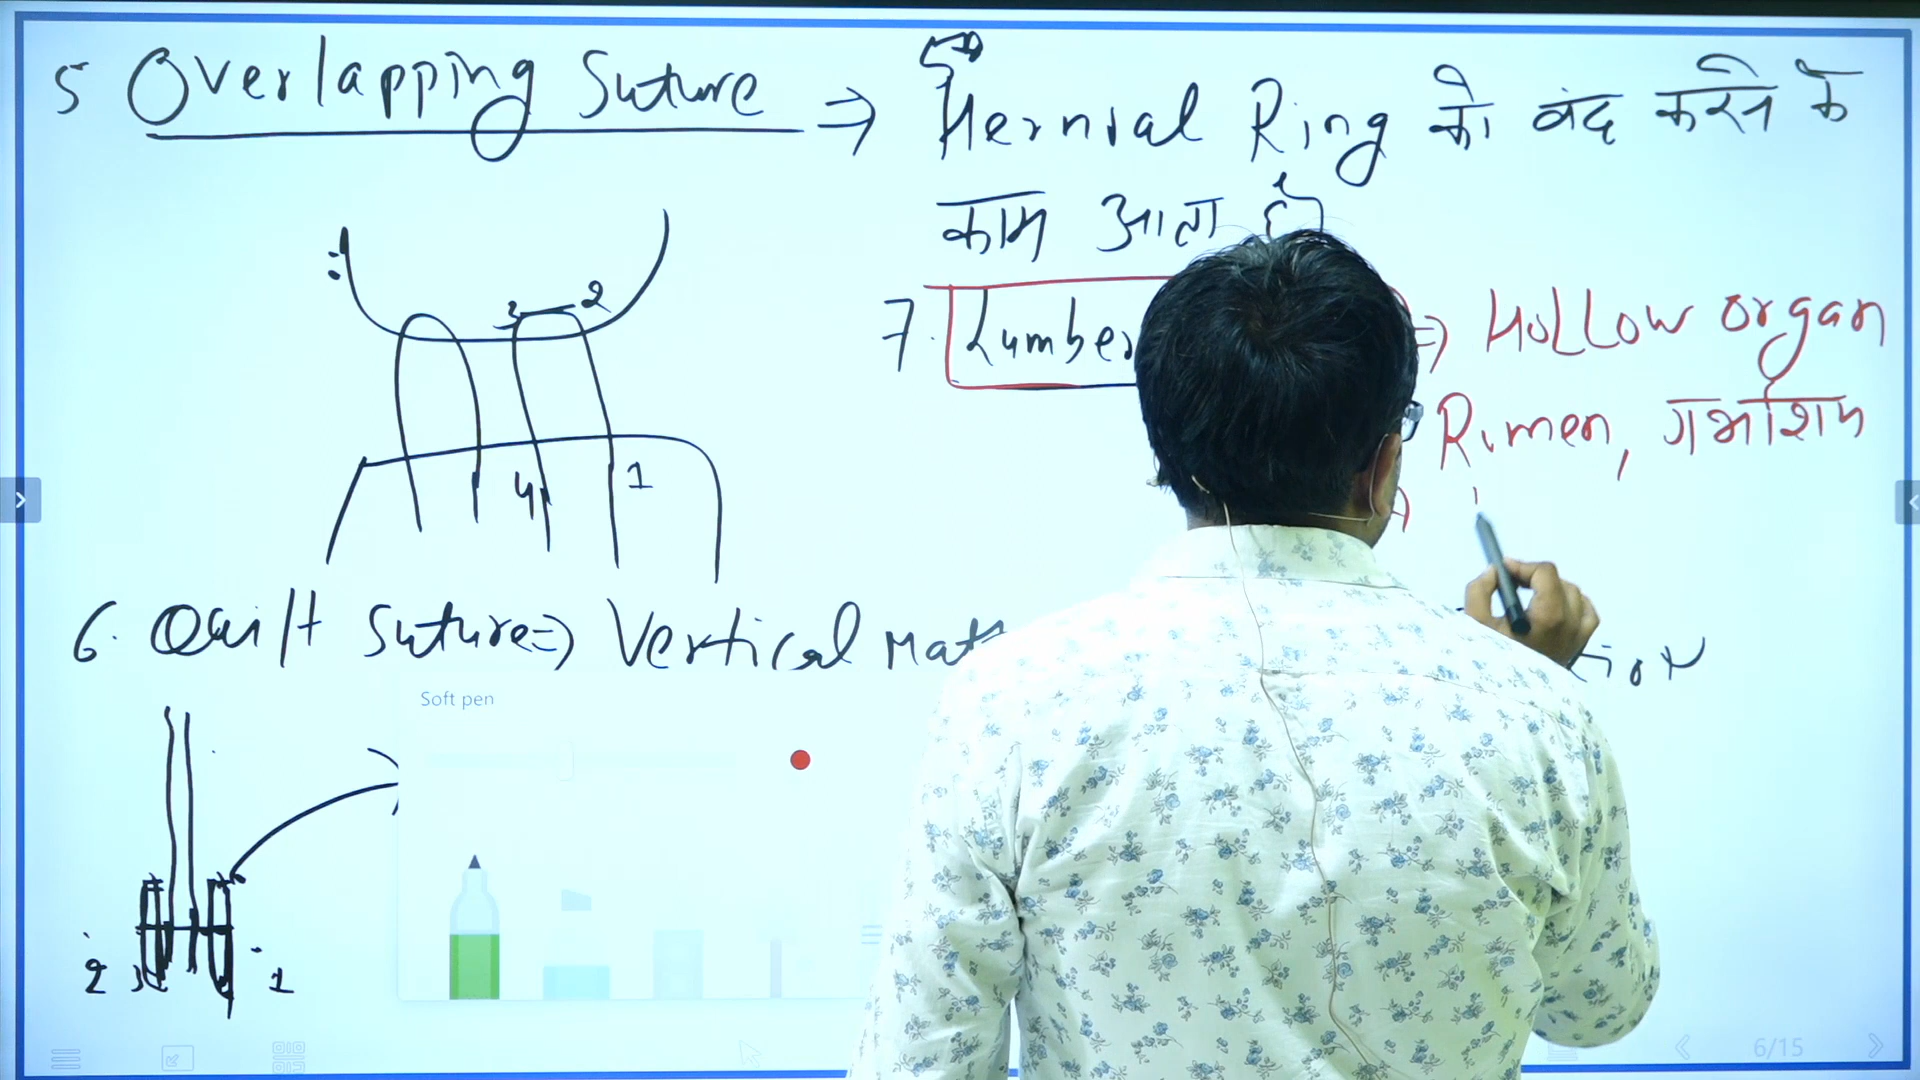 5 Overlapping Suture ⇒ Hernial Ring को बंद करने के
काम आता है
:-
3 2
4 1
7. Lumber
⇒ Hollow organ
Rumen, गर्भाशय
6. Quilt Suture ⇒ Vertical Mat
Soft pen
2 1
6/15